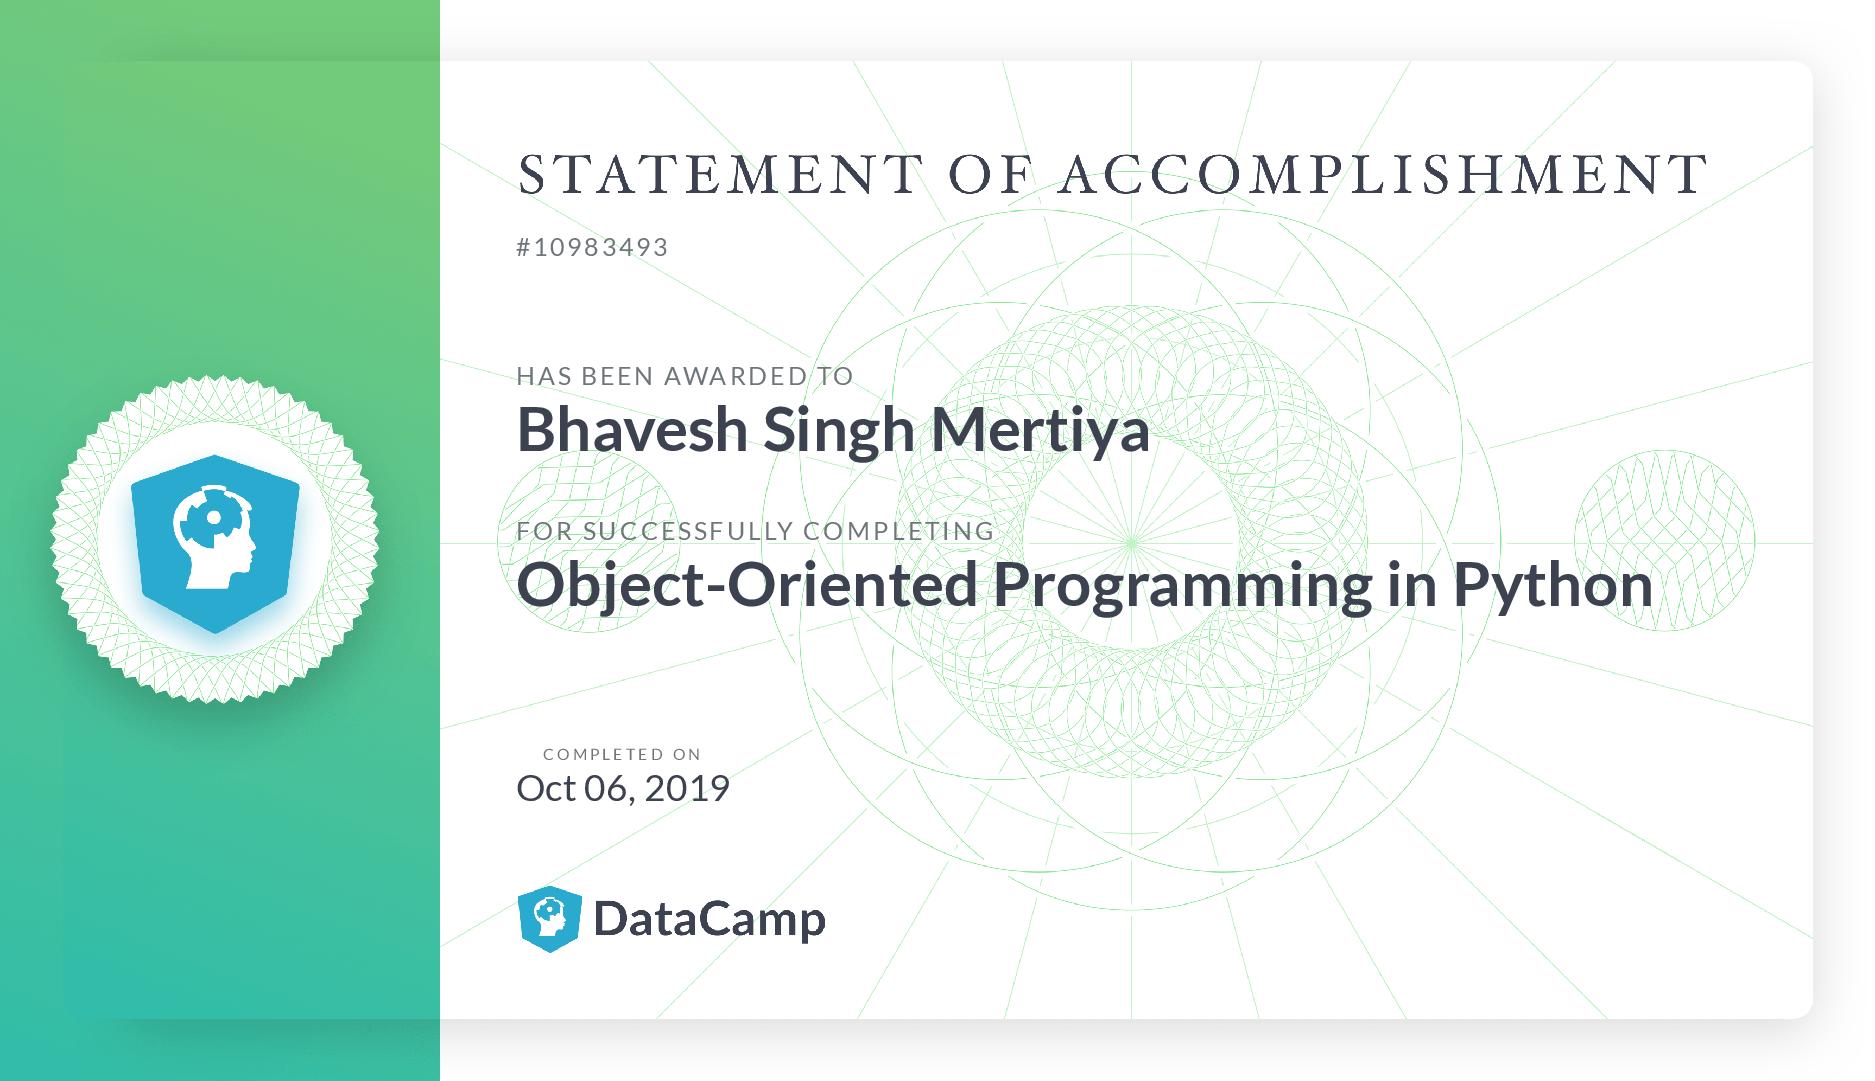 STATEMENT OF ACCOMPLISHMENT
#10983493
HAS BEEN AWARDED TO
Bhavesh Singh Mertiya
FOR SUCCESSFULLY COMPLETING
Object-Oriented Programming in Python
COMPLETED ON
Oct 06, 2019
DataCamp